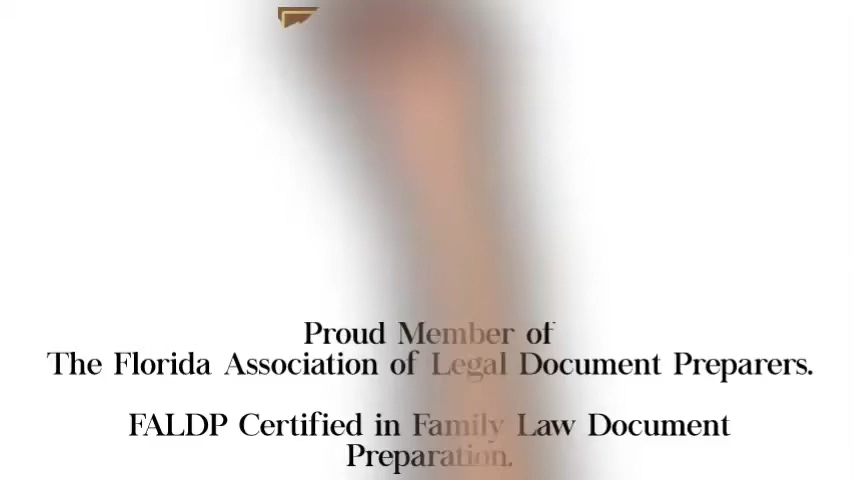 Proud Member of
The Florida Association of Legal Document Preparers.
FALDP Certified in Family Law Document
Preparation.